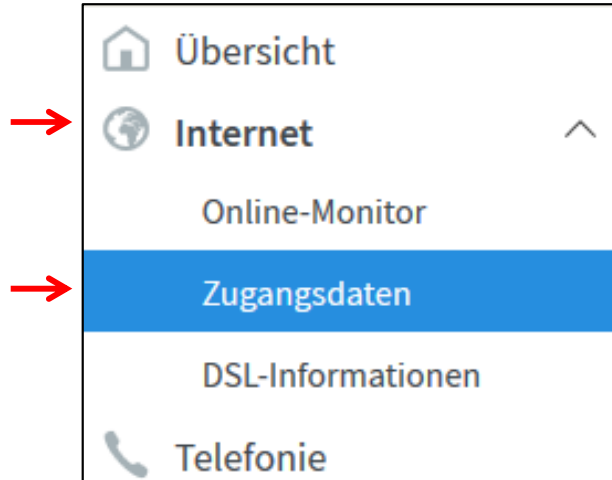 Übersicht
Internet
Online-Monitor
Zugangsdaten
DSL-Informationen
Telefonie